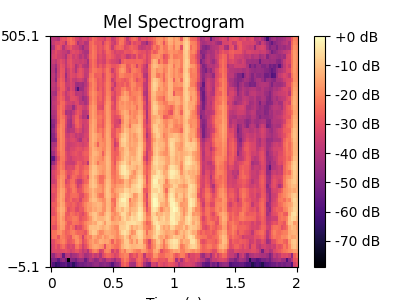 Mel Spectrogram
505.1
-5.1
0
0.5
1
1.5
2
+0 dB
-10 dB
-20 dB
-30 dB
-40 dB
-50 dB
-60 dB
-70 dB